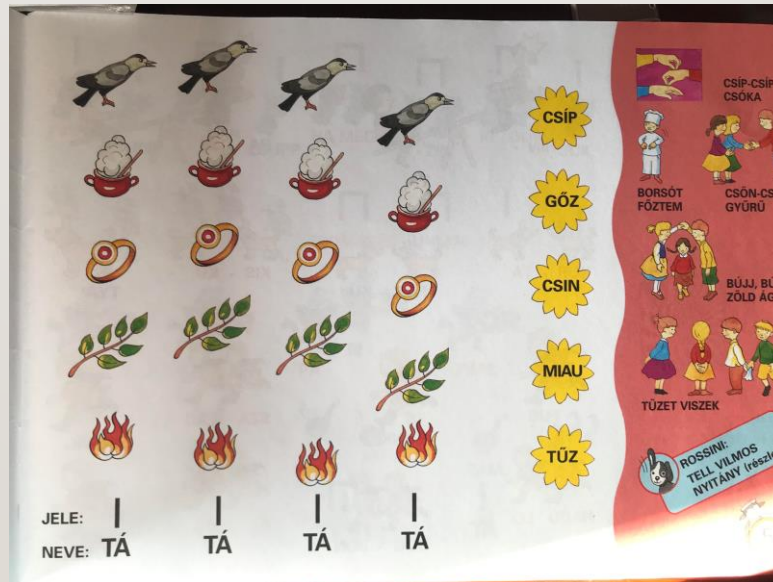 CSÍP
GŐZ
CSIN
MIAU
TŰZ
JELE: I I I I
NEVE: TÁ TÁ TÁ TÁ
CSÍP-CSÍP
CSÓKA
BORSÓT
FŐZTEM
GYŰRŰ
BÚJJ,
ZÖLD
TÜZET VISZEK
ROSSINI:
TELL VILMOS
NYITÁNY